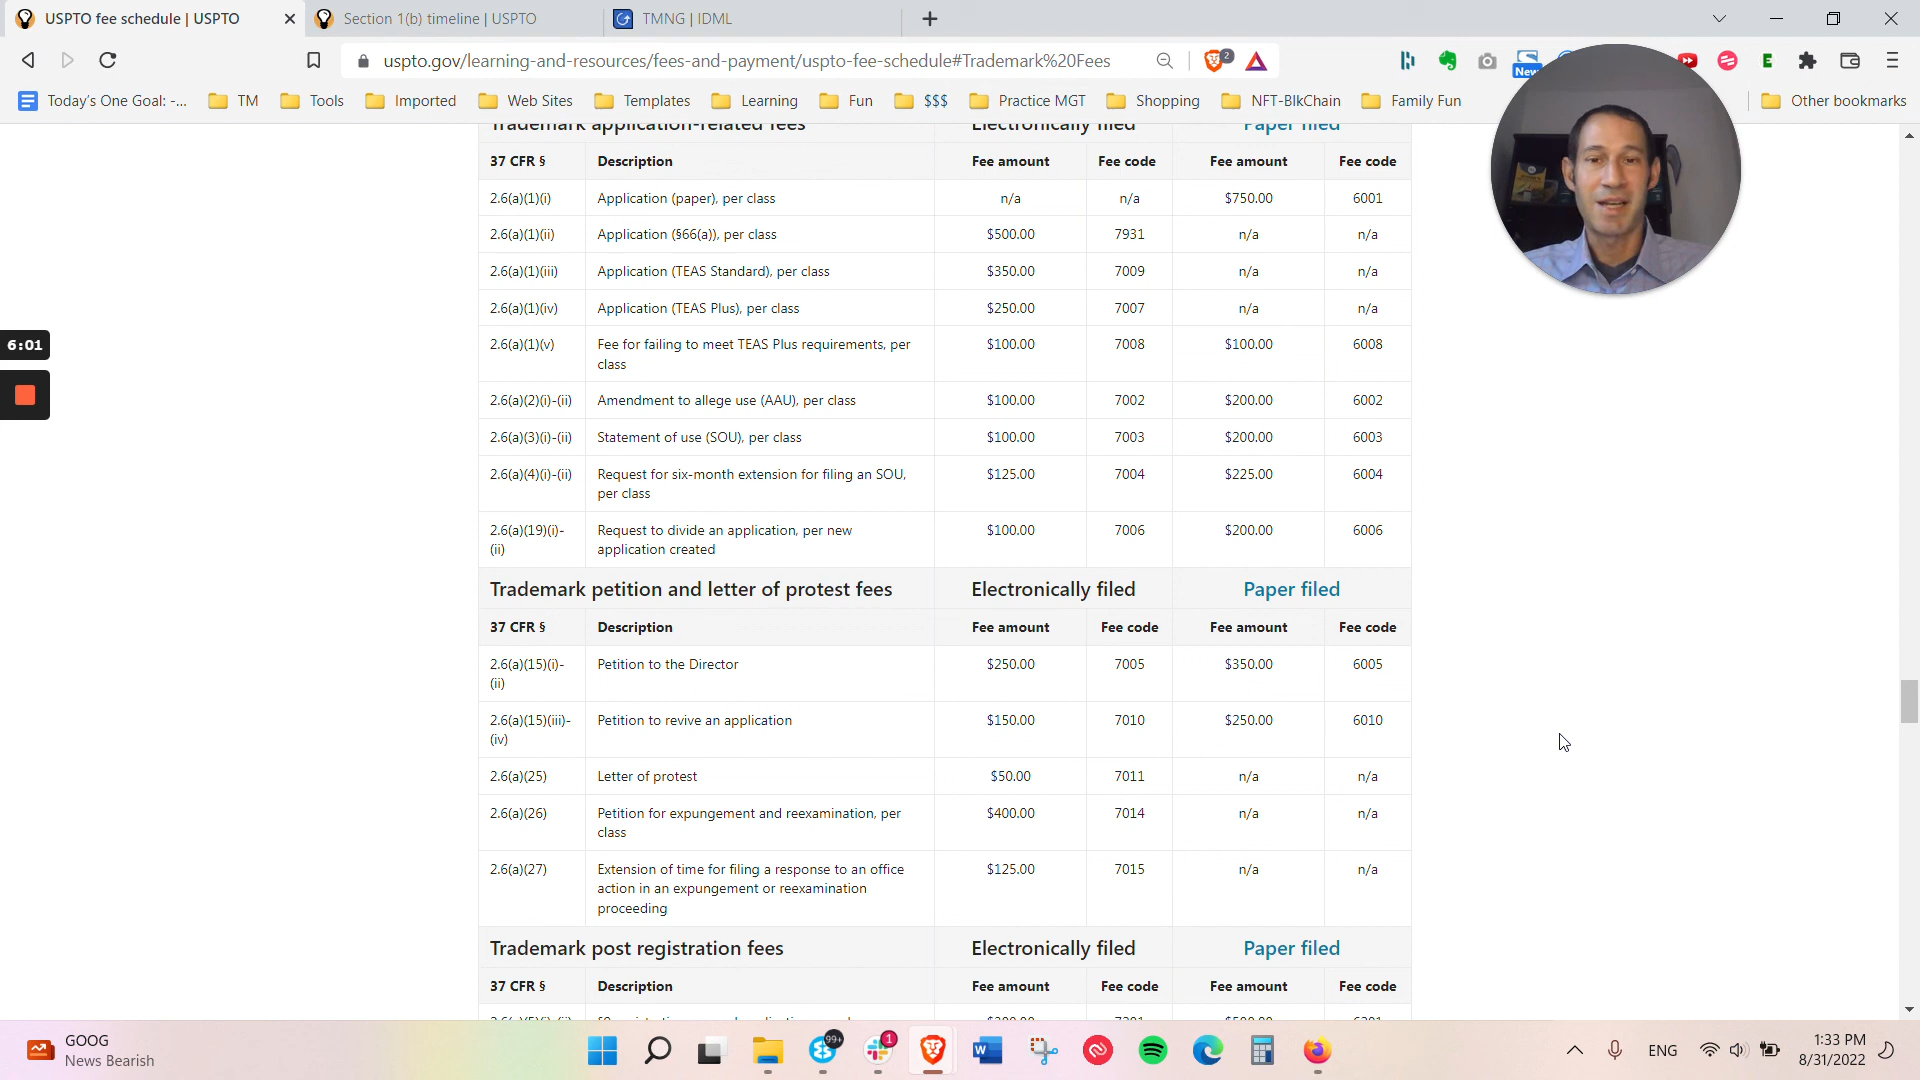 USPTO fee schedule | USPTO
Section 1(b) timeline | USPTO
TMNG | IDML
uspto.gov/learning-and-resources/fees-and-payment/uspto-fee-schedule#Trademark%20Fees
2
New
Today's One Goal: -...
TM
Tools
Imported
Web Sites
Templates
Learning
Fun
$$$
Practice MGT
Shopping
NFT-BlkChain
Family Fun
Other bookmarks
Trademark application-related fees Electronically filed Paper filed
37 CFR § Description Fee amount Fee code Fee amount Fee code
2.6(a)(1)(i) Application (paper), per class n/a n/a $750.00 6001
2.6(a)(1)(ii) Application (§66(a)), per class $500.00 7931 n/a n/a
2.6(a)(1)(iii) Application (TEAS Standard), per class $350.00 7009 n/a n/a
2.6(a)(1)(iv) Application (TEAS Plus), per class $250.00 7007 n/a n/a
2.6(a)(1)(v) Fee for failing to meet TEAS Plus requirements, per $100.00 7008 $100.00 6008
class
2.6(a)(2)(i)-(ii) Amendment to allege use (AAU), per class $100.00 7002 $200.00 6002
2.6(a)(3)(i)-(ii) Statement of use (SOU), per class $100.00 7003 $200.00 6003
2.6(a)(4)(i)-(ii) Request for six-month extension for filing an SOU, $125.00 7004 $225.00 6004
per class
2.6(a)(19)(i)- Request to divide an application, per new $100.00 7006 $200.00 6006
(ii) application created
Trademark petition and letter of protest fees Electronically filed Paper filed
37 CFR § Description Fee amount Fee code Fee amount Fee code
2.6(a)(15)(i)- Petition to the Director $250.00 7005 $350.00 6005
(ii)
2.6(a)(15)(iii)- Petition to revive an application $150.00 7010 $250.00 6010
(iv)
2.6(a)(25) Letter of protest $50.00 7011 n/a n/a
2.6(a)(26) Petition for expungement and reexamination, per $400.00 7014 n/a n/a
class
2.6(a)(27) Extension of time for filing a response to an office $125.00 7015 n/a n/a
action in an expungement or reexamination
proceeding
Trademark post registration fees Electronically filed Paper filed
37 CFR § Description Fee amount Fee code Fee amount Fee code
6:01
GOOG
News Bearish
99+
1
ENG
1:33 PM
8/31/2022